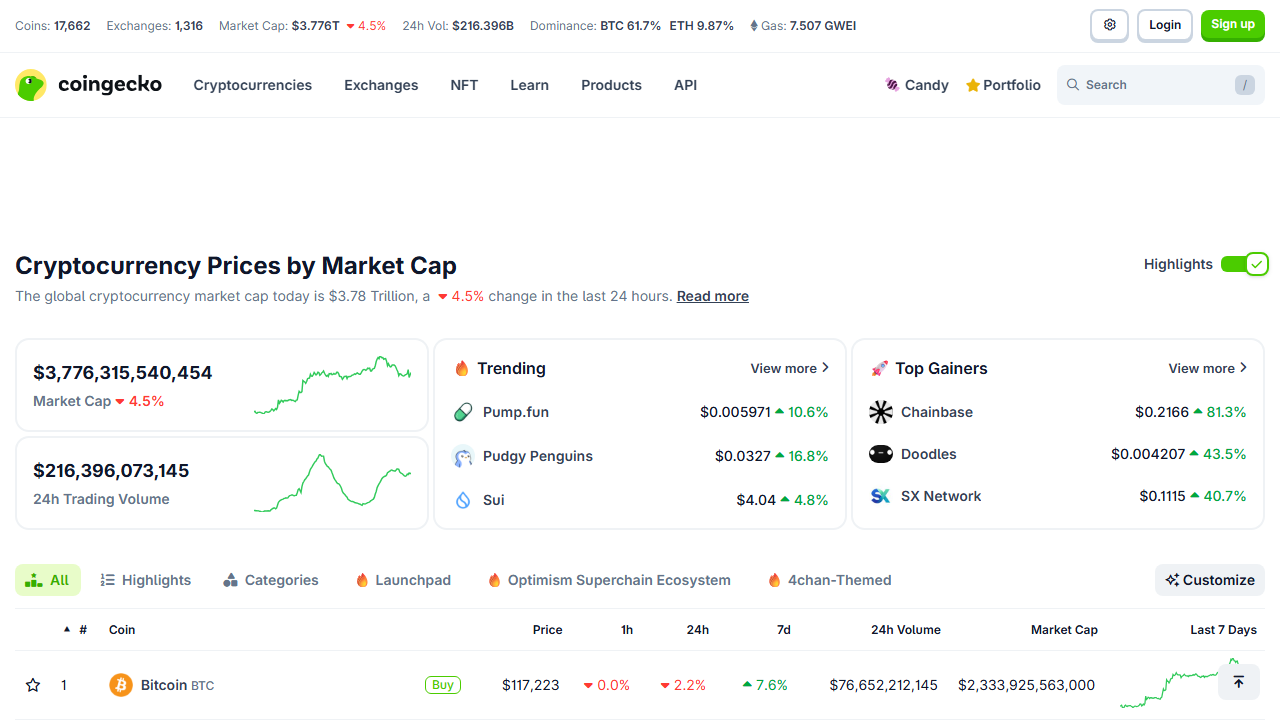 Coins: 17,662 Exchanges: 1,316 Market Cap: $3.776T 4.5% 24h Vol: $216.396B Dominance: BTC 61.7% ETH 9.87% Gas: 7.507 GWEI Login Sign up
coingecko Cryptocurrencies Exchanges NFT Learn Products API Candy Portfolio Search /
Cryptocurrency Prices by Market Cap Highlights
The global cryptocurrency market cap today is $3.78 Trillion, a 4.5% change in the last 24 hours. Read more
$3,776,315,540,454
Market Cap 4.5%
$216,396,073,145
24h Trading Volume
Trending View more
Pump.fun $0.005971 10.6%
Pudgy Penguins $0.0327 16.8%
Sui $4.04 4.8%
Top Gainers View more
Chainbase $0.2166 81.3%
Doodles $0.004207 43.5%
SX Network $0.1115 40.7%
All Highlights Categories Launchpad Optimism Superchain Ecosystem 4chan-Themed Customize
# Coin Price 1h 24h 7d 24h Volume Market Cap Last 7 Days
1 Bitcoin BTC Buy $117,223 0.0% 2.2% 7.6% $76,652,212,145 $2,333,925,563,000